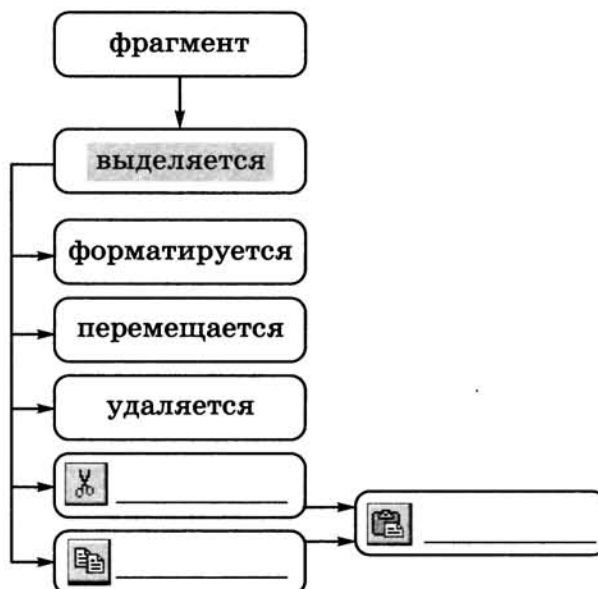 фрагмент
выделяется
форматируется
перемещается
удаляется